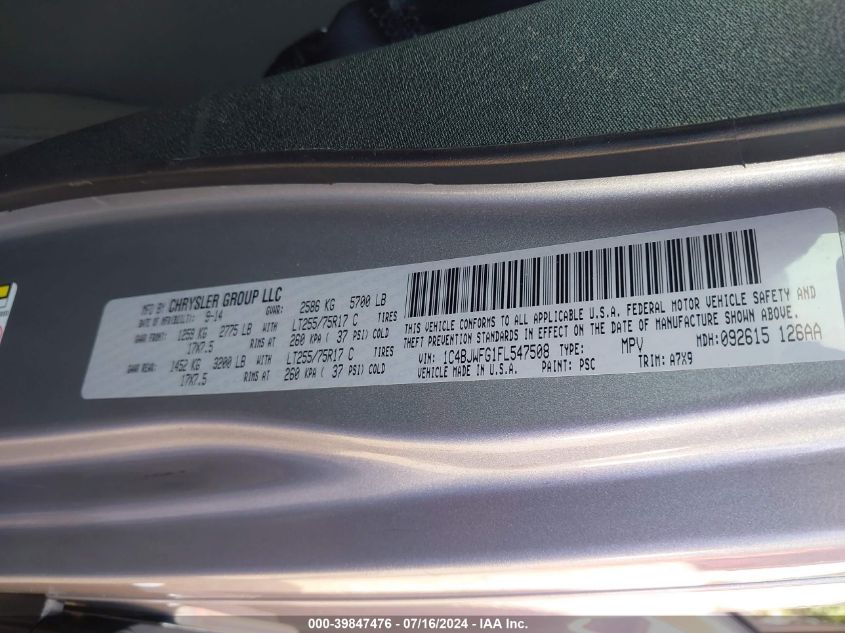 MFD BY CHRYSLER GROUP LLC
DATE OF MFR(BUILT): 9-14 GVWR: 2586 KG 5700 LB
GAWR FRONT: 1259 KG 2775 LB WITH LT255/75R17 C TIRES
17X7.5 RIMS AT 260 KPA ( 37 PSI) COLD
GAWR REAR: 1452 KG 3200 LB WITH LT255/75R17 C TIRES
17X7.5 RIMS AT 260 KPA ( 37 PSI) COLD
THIS VEHICLE CONFORMS TO ALL APPLICABLE U.S.A. FEDERAL MOTOR VEHICLE SAFETY AND
THEFT PREVENTION STANDARDS IN EFFECT ON THE DATE OF MANUFACTURE SHOWN ABOVE.
VIN: 1C4BJWFG1FL547508 TYPE: MPV MDH:092615 126AA
VEHICLE MADE IN U.S.A. PAINT: PSC TRIM: A7X9
000-39847476 - 07/16/2024 - IAA Inc.